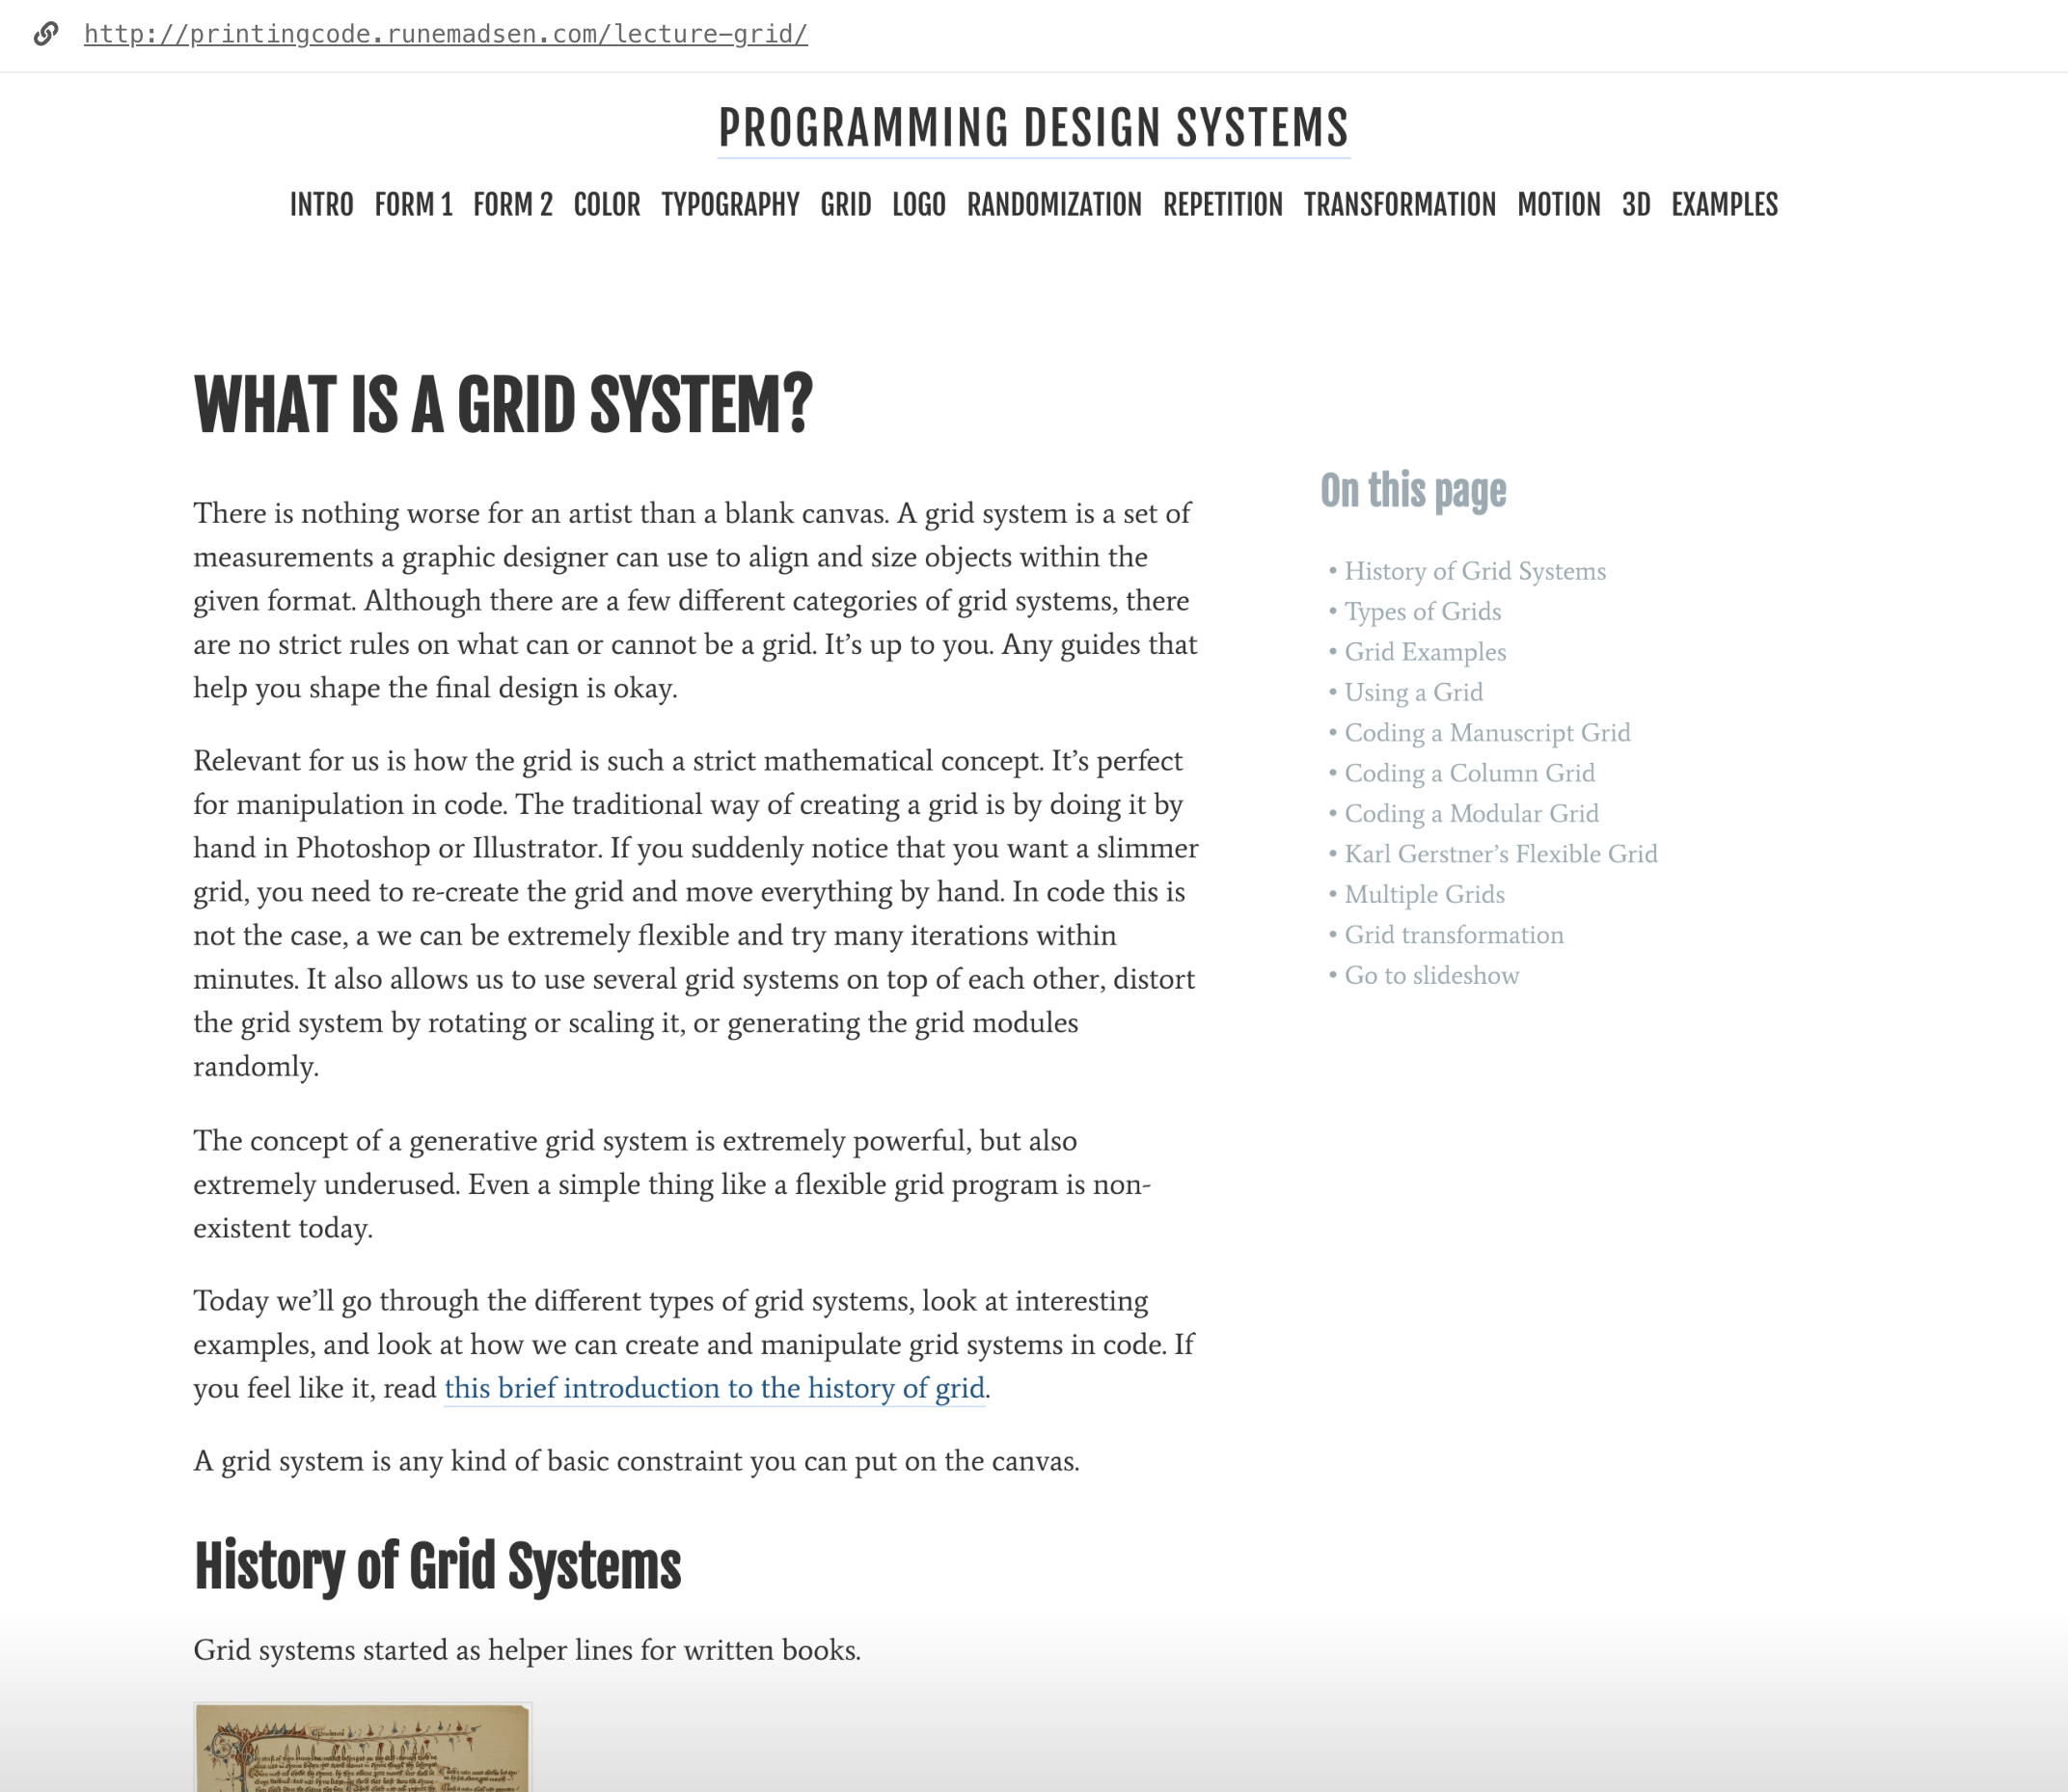 http://printingcode.runemadsen.com/lecture-grid/
PROGRAMMING DESIGN SYSTEMS
INTRO FORM 1 FORM 2 COLOR TYPOGRAPHY GRID LOGO RANDOMIZATION REPETITION TRANSFORMATION MOTION 3D EXAMPLES
WHAT IS A GRID SYSTEM?
There is nothing worse for an artist than a blank canvas. A grid system is a set of
measurements a graphic designer can use to align and size objects within the
given format. Although there are a few different categories of grid systems, there
are no strict rules on what can or cannot be a grid. It’s up to you. Any guides that
help you shape the final design is okay.
Relevant for us is how the grid is such a strict mathematical concept. It’s perfect
for manipulation in code. The traditional way of creating a grid is by doing it by
hand in Photoshop or Illustrator. If you suddenly notice that you want a slimmer
grid, you need to re-create the grid and move everything by hand. In code this is
not the case, a we can be extremely flexible and try many iterations within
minutes. It also allows us to use several grid systems on top of each other, distort
the grid system by rotating or scaling it, or generating the grid modules
randomly.
The concept of a generative grid system is extremely powerful, but also
extremely underused. Even a simple thing like a flexible grid program is non-
existent today.
Today we’ll go through the different types of grid systems, look at interesting
examples, and look at how we can create and manipulate grid systems in code. If
you feel like it, read this brief introduction to the history of grid.
A grid system is any kind of basic constraint you can put on the canvas.
History of Grid Systems
Grid systems started as helper lines for written books.
On this page
• History of Grid Systems
• Types of Grids
• Grid Examples
• Using a Grid
• Coding a Manuscript Grid
• Coding a Column Grid
• Coding a Modular Grid
• Karl Gerstner’s Flexible Grid
• Multiple Grids
• Grid transformation
• Go to slideshow